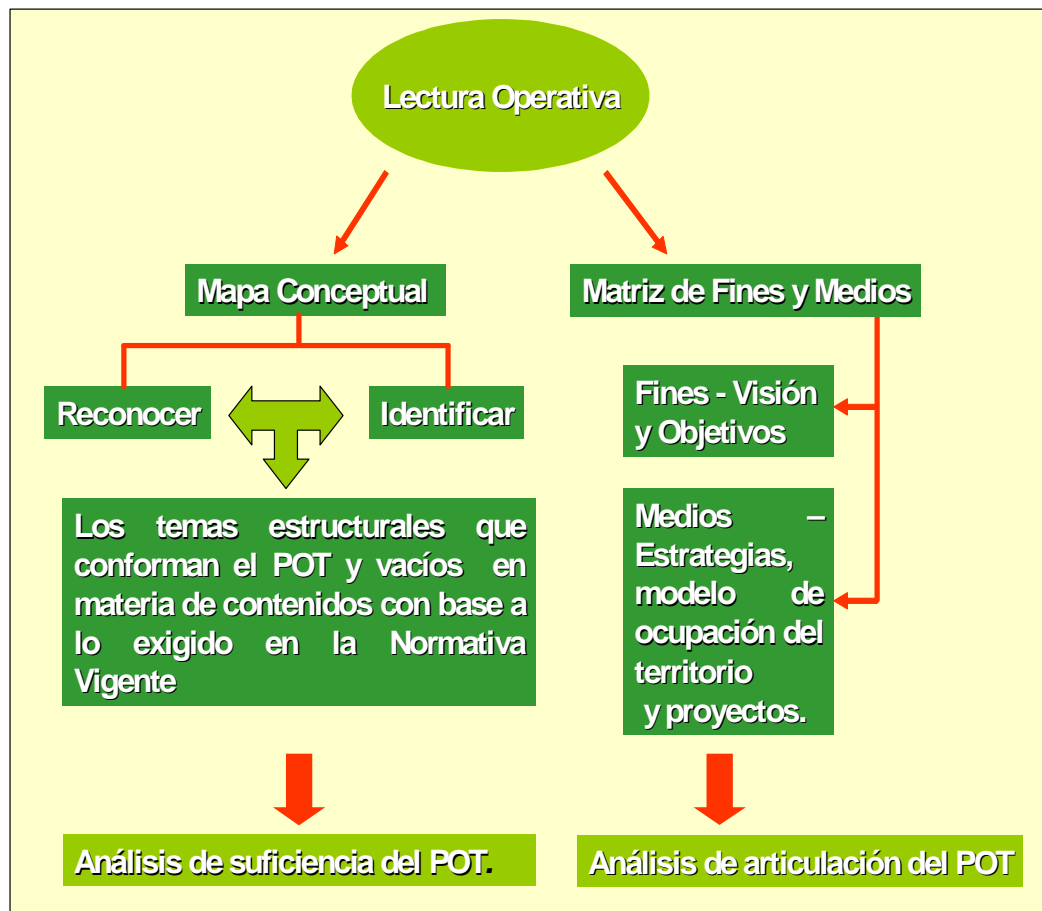 Lectura Operativa
Mapa Conceptual
Reconocer
Identificar
Los temas estructurales que
conforman el POT y vacíos en
materia de contenidos con base a
lo exigido en la Normativa
Vigente
Análisis de suficiencia del POT.
Matriz de Fines y Medios
Fines - Visión
y Objetivos
Medios –
Estrategias,
modelo de
ocupación del
territorio
y proyectos.
Análisis de articulación del POT